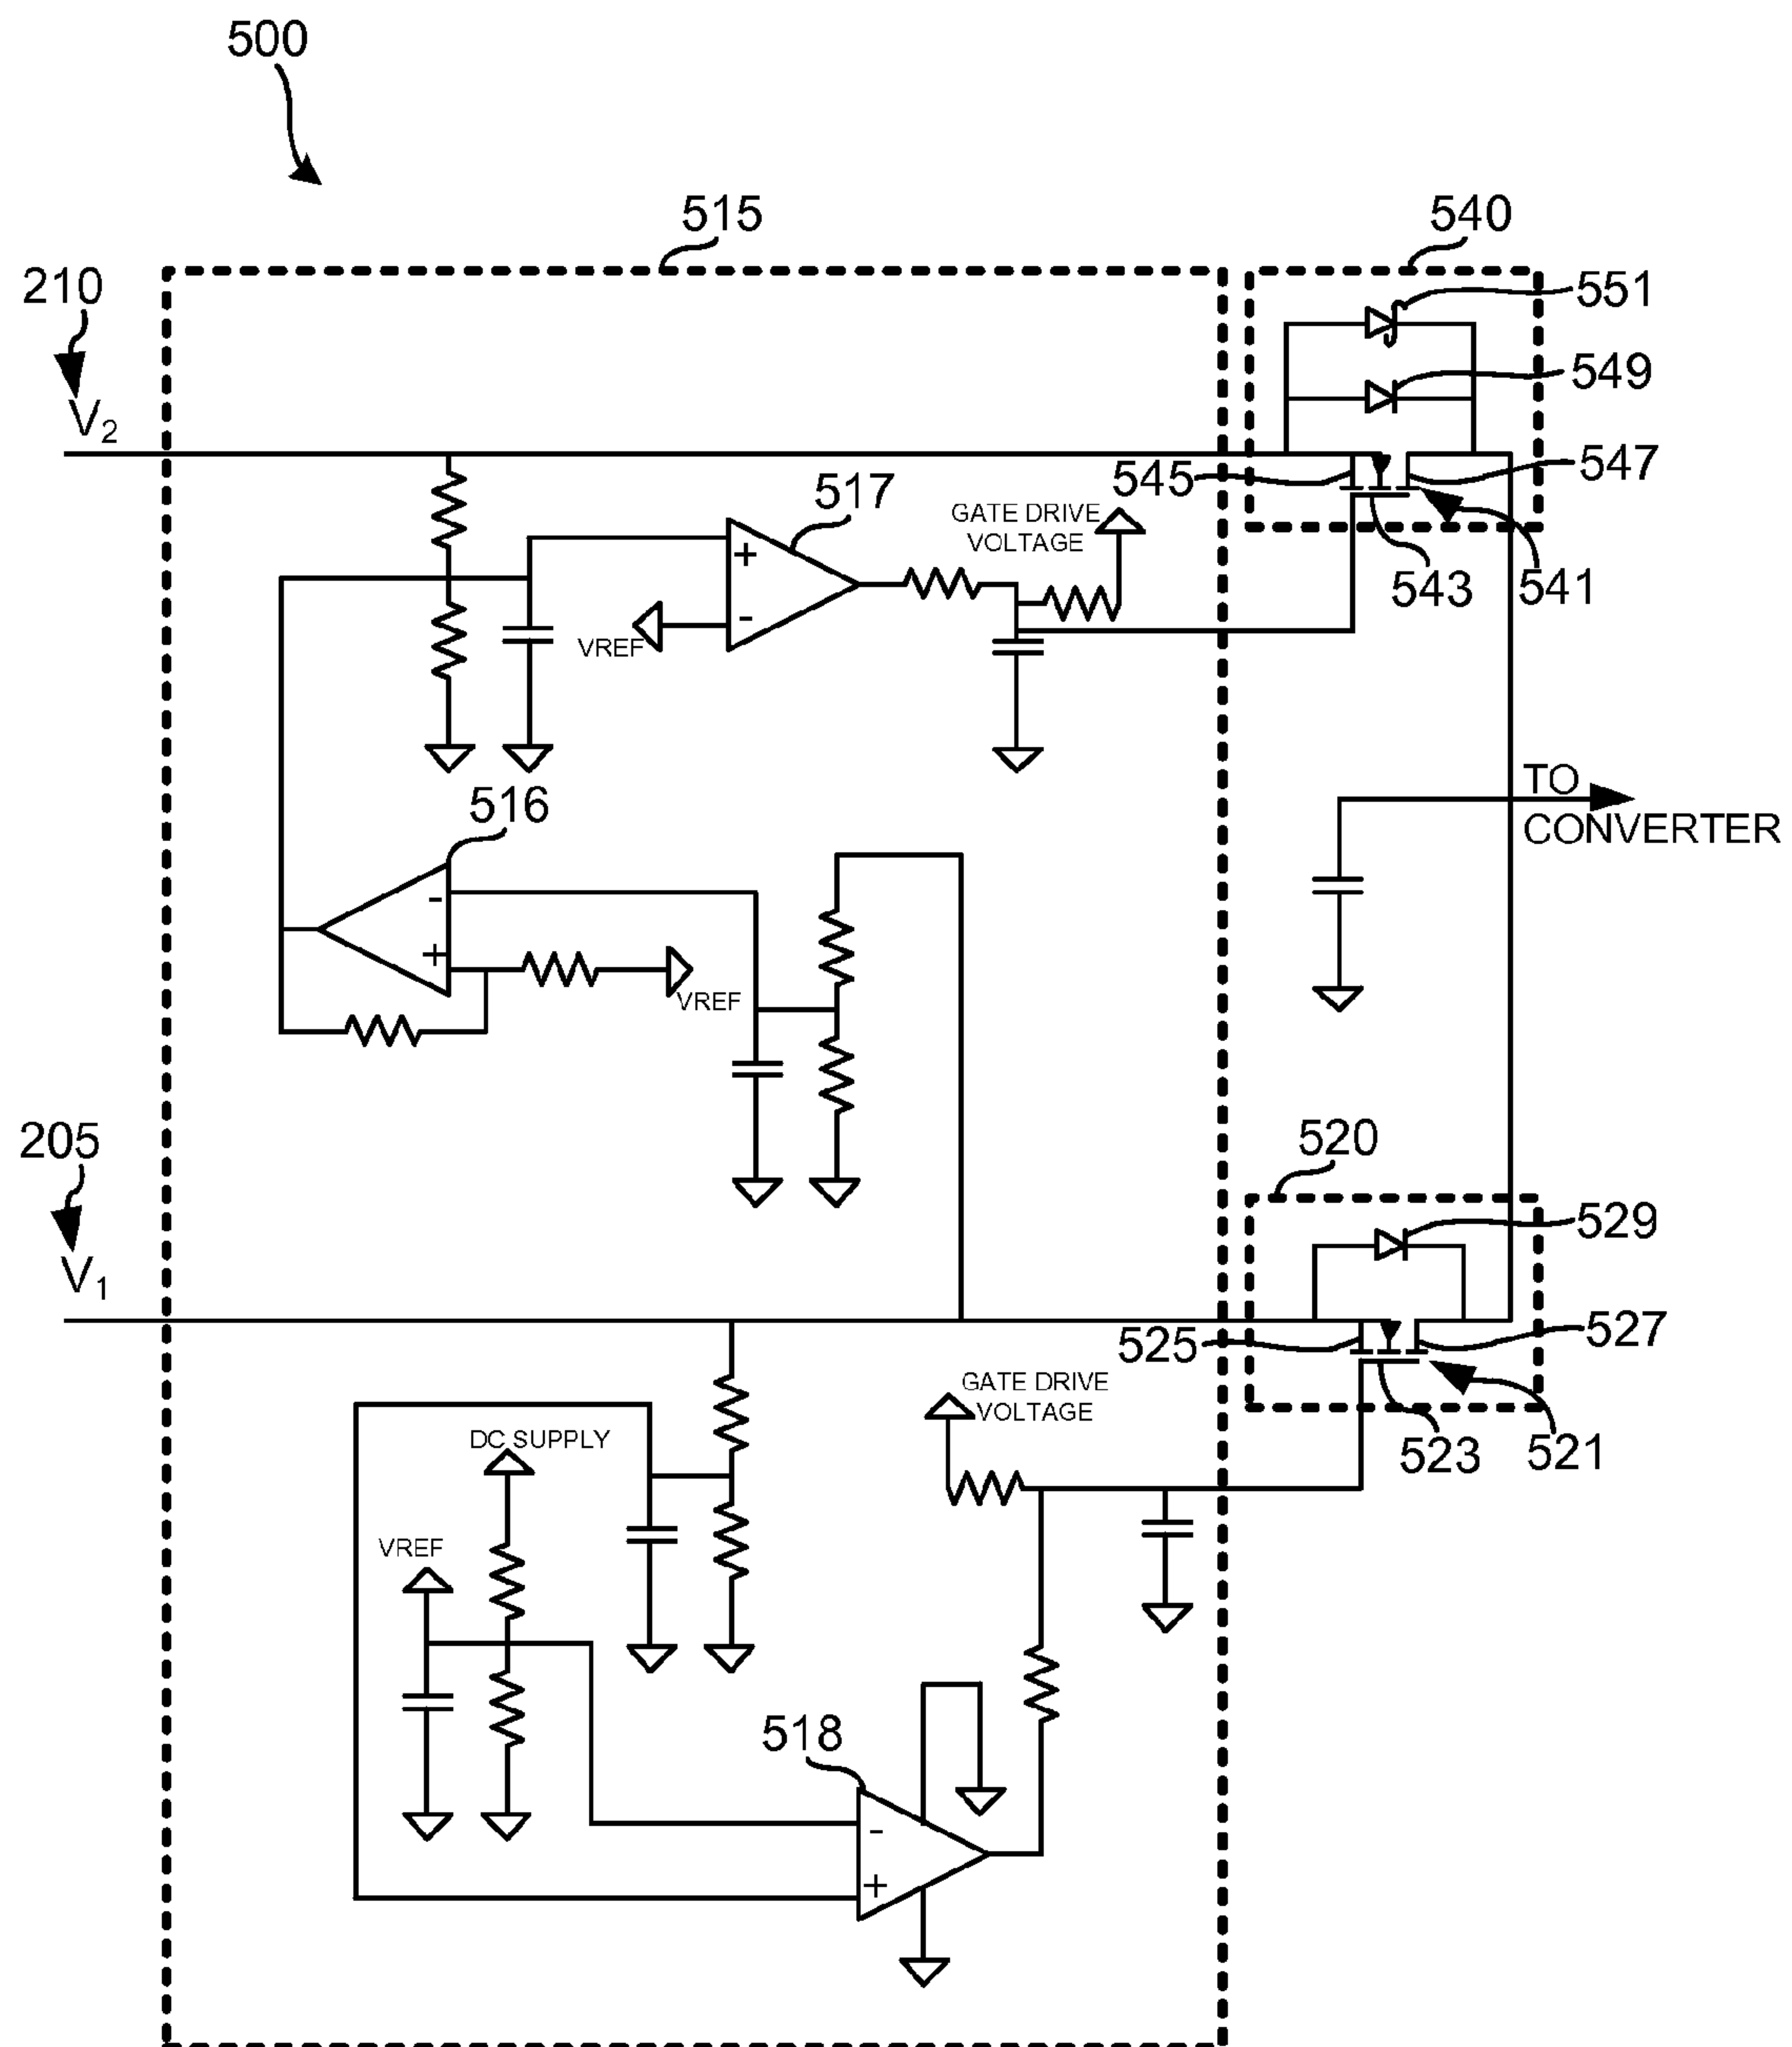 500
515
540
210
551
V2
549
517
545
547
GATE DRIVE
VOLTAGE
+
-
VREF
543
541
516
TO
CONVERTER
-
+
VREF
205
520
529
V1
525
527
GATE DRIVE
VOLTAGE
DC SUPPLY
523
521
VREF
518
-
+